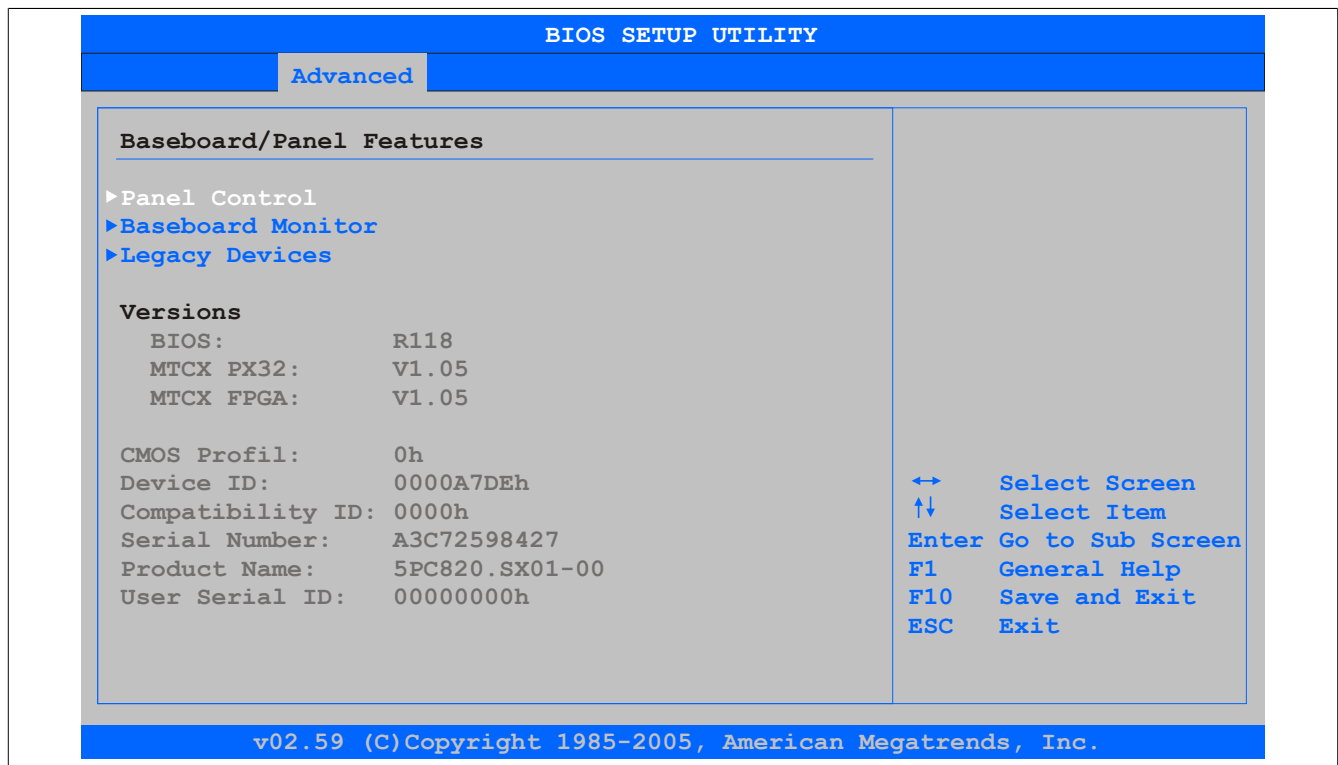 BIOS SETUP UTILITY
Advanced
Baseboard/Panel Features
▶Panel Control
▶Baseboard Monitor
▶Legacy Devices
Versions
BIOS: R118
MTCX PX32: V1.05
MTCX FPGA: V1.05
CMOS Profil: 0h
Device ID: 0000A7DEh
Compatibility ID: 0000h
Serial Number: A3C72598427
Product Name: 5PC820.SX01-00
User Serial ID: 00000000h
↔ Select Screen
↑↓ Select Item
Enter Go to Sub Screen
F1 General Help
F10 Save and Exit
ESC Exit
v02.59 (C)Copyright 1985-2005, American Megatrends, Inc.